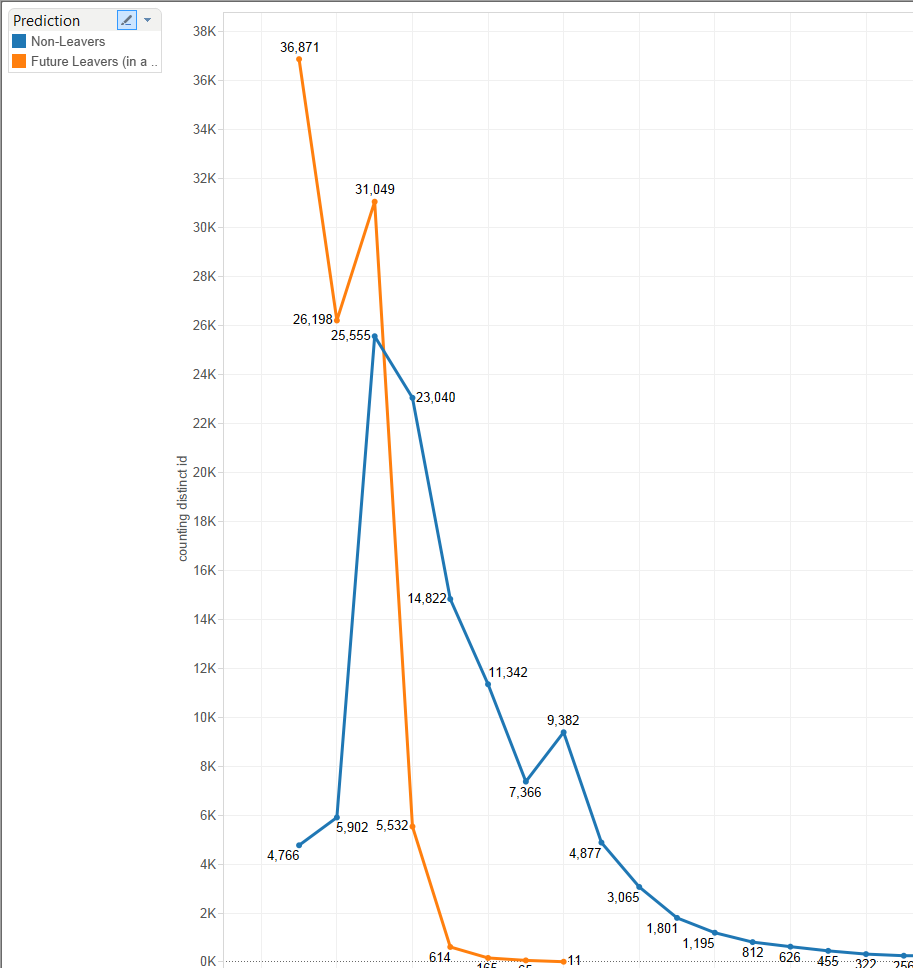 Prediction
Non-Leavers
Future Leavers (in a ..
counting distinct id
38K
36K
34K
32K
30K
28K
26K
24K
22K
20K
18K
16K
14K
12K
10K
8K
6K
4K
2K
0K
36,871
31,049
26,198
25,555
23,040
14,822
11,342
9,382
7,366
5,902
5,532
4,766
4,877
3,065
1,801
1,195
812
626
455
322
256
614
165
65
11